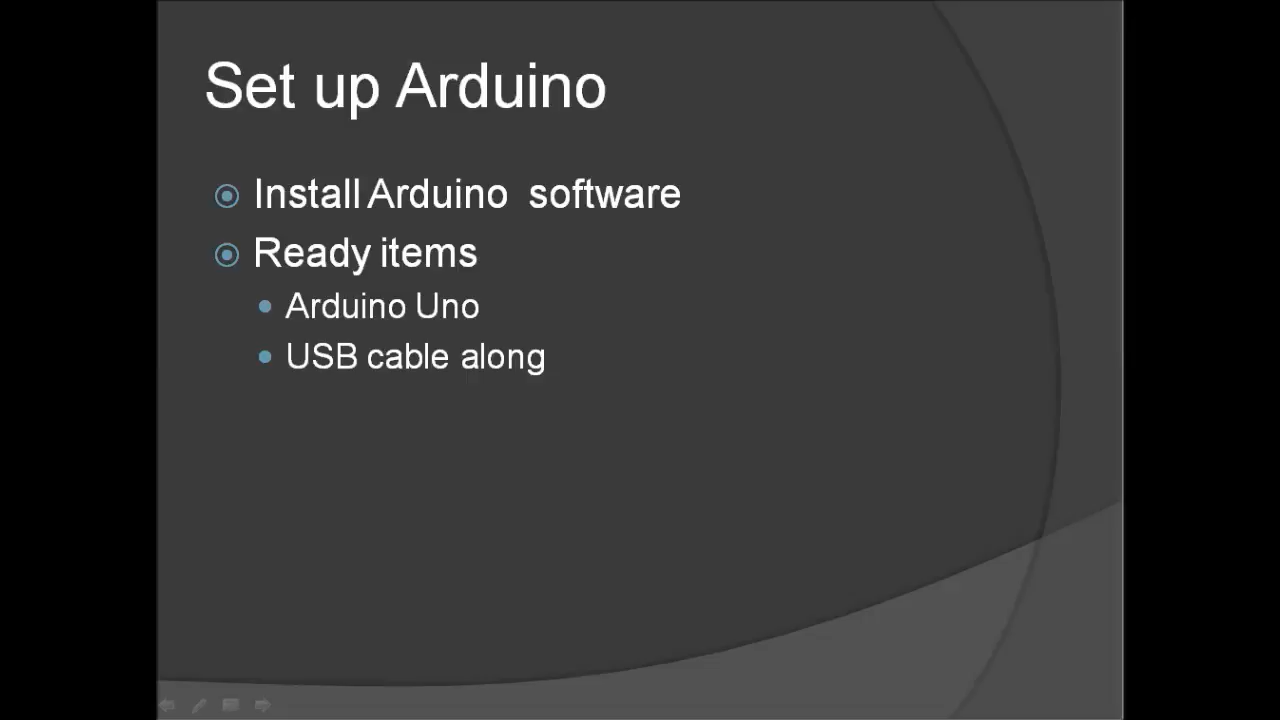 Set up Arduino
Install Arduino  software
Ready items
Arduino Uno
USB cable along